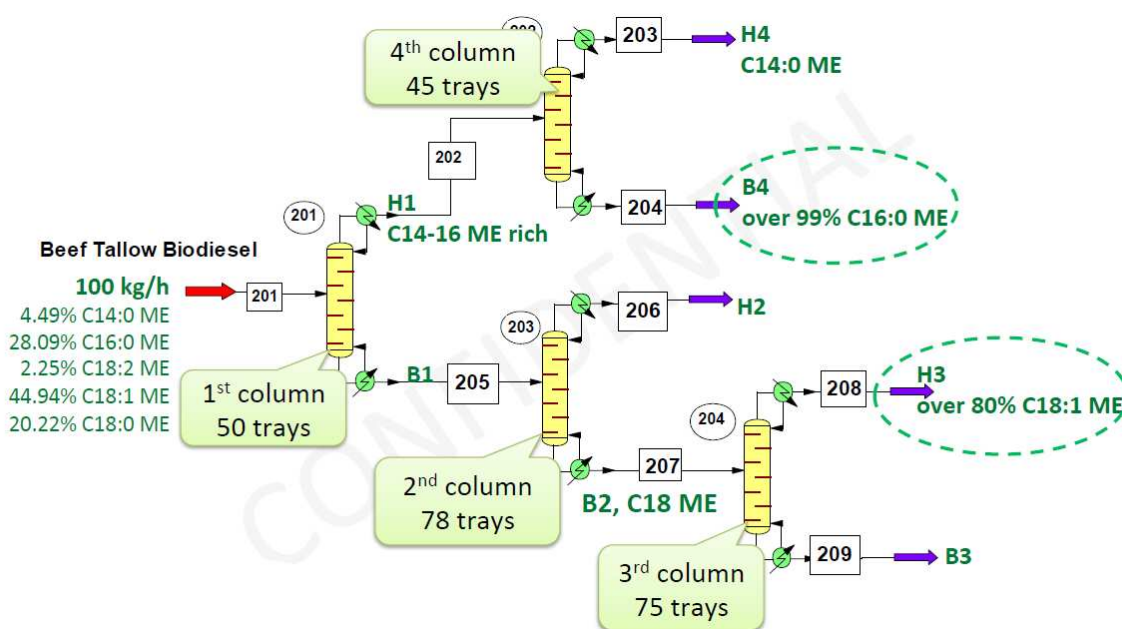 203
H4
C14:0 ME
4th column
45 trays
202
201
H1
C14-16 ME rich
204
B4
over 99% C16:0 ME
Beef Tallow Biodiesel
100 kg/h
201
4.49% C14:0 ME
28.09% C16:0 ME
2.25% C18:2 ME
44.94% C18:1 ME
20.22% C18:0 ME
1st column
50 trays
B1
205
203
206
H2
2nd column
78 trays
207
B2, C18 ME
204
208
H3
over 80% C18:1 ME
3rd column
75 trays
209
B3
CONFIDENTIAL